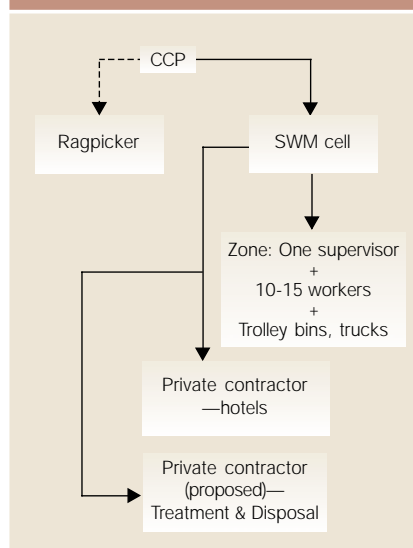 CCP
Ragpicker
SWM cell
Zone: One supervisor
+
10-15 workers
+
Trolley bins, trucks
Private contractor
—hotels
Private contractor
(proposed)—
Treatment & Disposal